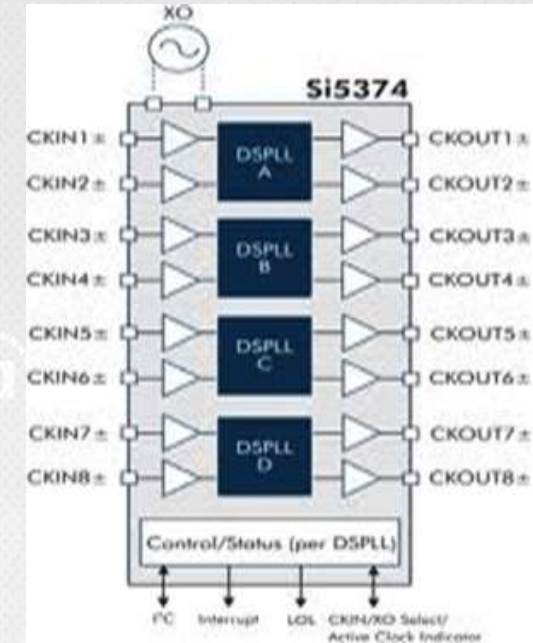 XO
Si5374
CKIN1 ±
CKIN2 ±
CKIN3 ±
CKIN4 ±
CKIN5 ±
CKIN6 ±
CKIN7 ±
CKIN8 ±
DSPLL
A
DSPLL
B
DSPLL
C
DSPLL
D
CKOUT1 ±
CKOUT2 ±
CKOUT3 ±
CKOUT4 ±
CKOUT5 ±
CKOUT6 ±
CKOUT7 ±
CKOUT8 ±
Control/Status (per DSPLL)
I²C
Interrupt
LOL
CKIN/XO Select/
Active Clock Indicator